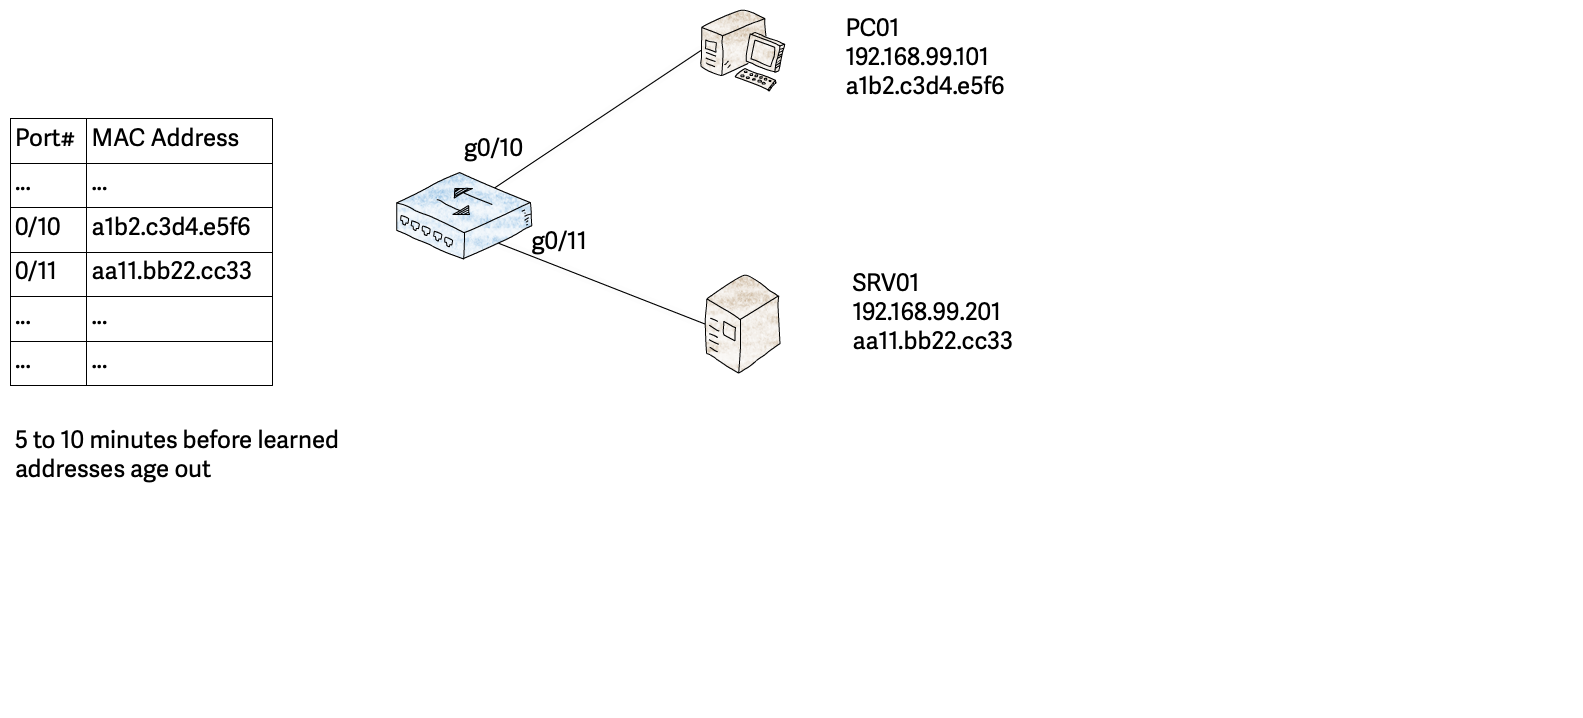 PC01
192.168.99.101
a1b2.c3d4.e5f6
Port# MAC Address
... ...
0/10 a1b2.c3d4.e5f6
0/11 aa11.bb22.cc33
... ...
... ...
5 to 10 minutes before learned
addresses age out
g0/10
g0/11
SRV01
192.168.99.201
aa11.bb22.cc33